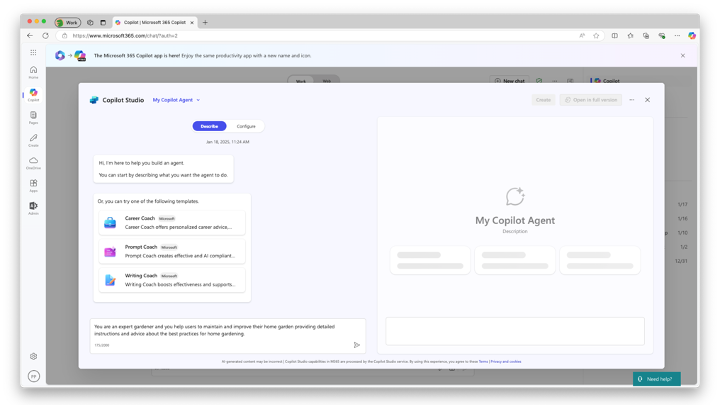 Work
Copilot | Microsoft 365 Copilot
https://www.microsoft365.com/chat/?auth=2
The Microsoft 365 Copilot app is here! Enjoy the same productivity app with a new name and icon.
Home
Copilot
Pages
Create
OneDrive
Apps
Admin
Work
Web
New chat
Copilot
Copilot Studio
My Copilot Agent
Create
Open in full version
Describe
Configure
Jan 18, 2025, 11:24 AM
Hi, I'm here to help you build an agent.
You can start by describing what you want the agent to do.
Or, you can try one of the following templates.
Career Coach Microsoft
Career Coach offers personalized career advice,...
Prompt Coach Microsoft
Prompt Coach creates effective and AI compliant...
Writing Coach Microsoft
Writing Coach boosts effectiveness and supports...
You are an expert gardener and you help users to maintain and improve their home garden providing detailed
instructions and advice about the best practices for home gardening.
My Copilot Agent
Description
1/17
1/16
1/10
1/2
12/31
AI-generated content may be incorrect | Copilot Studio capabilities in M365 are provided by the Copilot Studio service. By using this experience, you agree to these Terms | Privacy and cookies
PP
Need help?